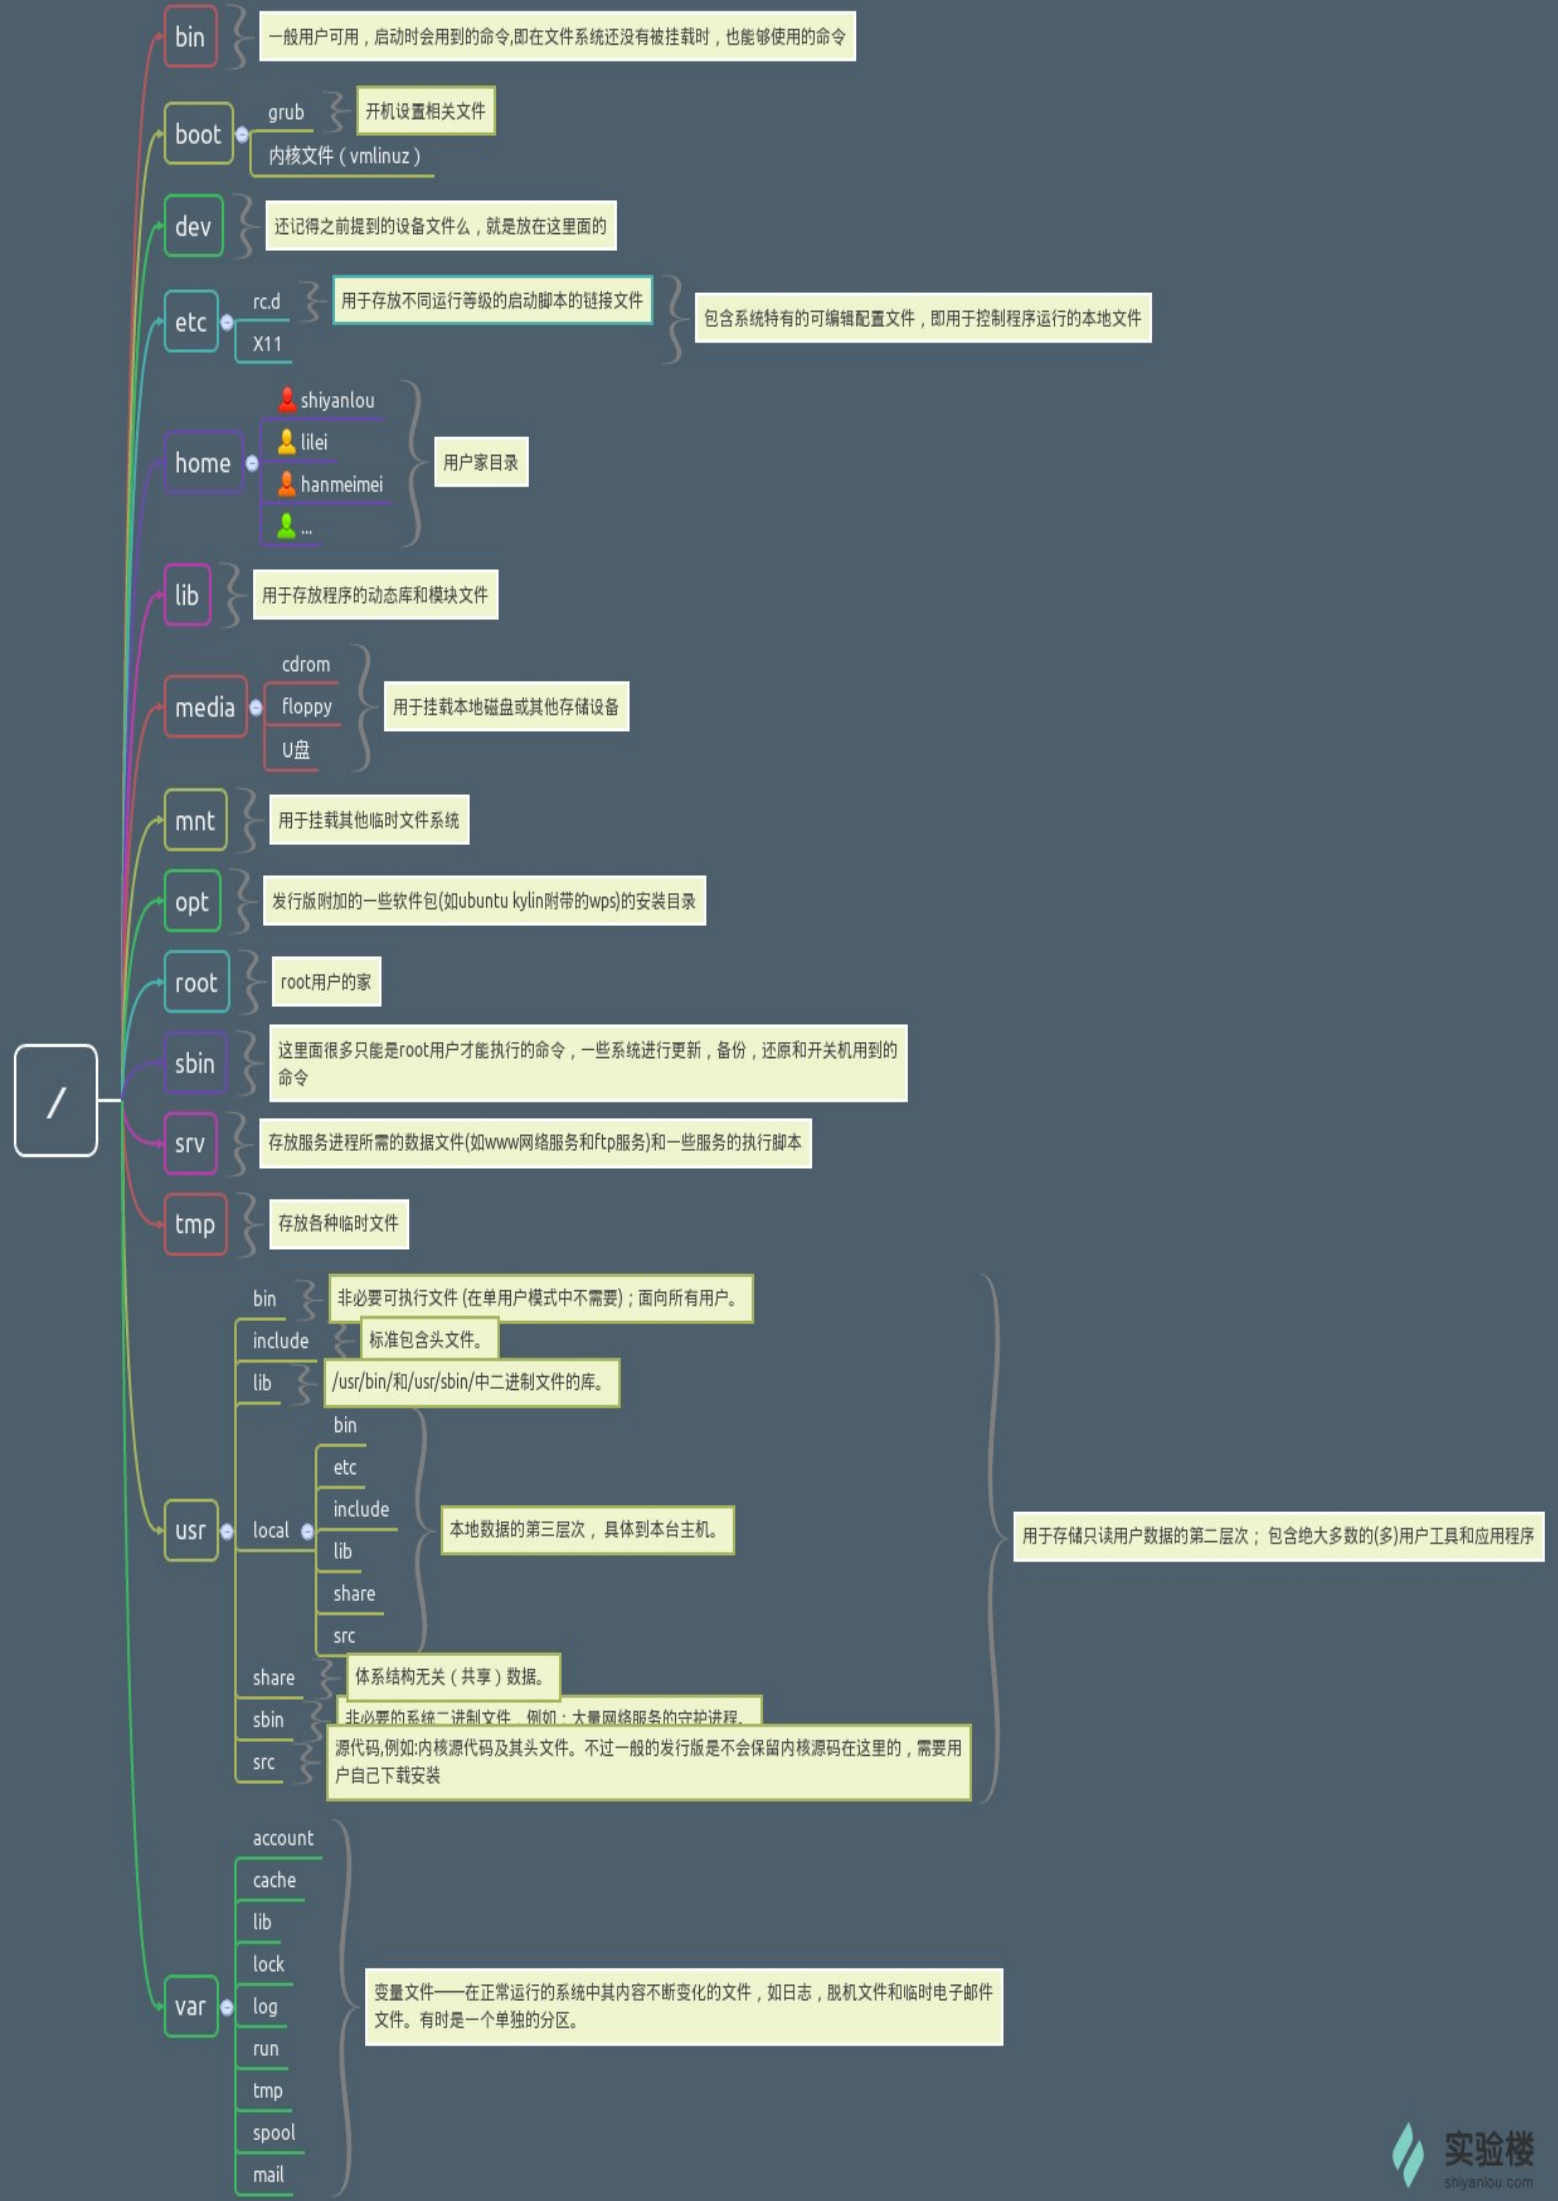 bin
一般用户可用，启动时会用到的命令,即在文件系统还没有被挂载时，也能够使用的命令
boot
grub
开机设置相关文件
内核文件（vmlinuz）
dev
还记得之前提到的设备文件么，就是放在这里面的
etc
rc.d
用于存放不同运行等级的启动脚本的链接文件
X11
包含系统特有的可编辑配置文件，即用于控制程序运行的本地文件
home
shiyanlou
lilei
hanmeimei
...
用户家目录
lib
用于存放程序的动态库和模块文件
media
cdrom
floppy
U盘
用于挂载本地磁盘或其他存储设备
mnt
用于挂载其他临时文件系统
opt
发行版附加的一些软件包(如ubuntu kylin附带的wps)的安装目录
root
root用户的家
/
sbin
这里面很多只能是root用户才能执行的命令，一些系统进行更新，备份，还原和开关机用到的
命令
srv
存放服务进程所需的数据文件(如www网络服务和ftp服务)和一些服务的执行脚本
tmp
存放各种临时文件
usr
bin
非必要可执行文件 (在单用户模式中不需要)；面向所有用户。
include
标准包含头文件。
lib
/usr/bin/和/usr/sbin/中二进制文件的库。
local
bin
etc
include
lib
share
src
本地数据的第三层次， 具体到本台主机。
share
体系结构无关（共享）数据。
sbin
非必要的系统二进制文件，例如：大量网络服务的守护进程。
src
源代码,例如:内核源代码及其头文件。不过一般的发行版是不会保留内核源码在这里的，需要用
户自己下载安装
用于存储只读用户数据的第二层次； 包含绝大多数的(多)用户工具和应用程序
var
account
cache
lib
lock
log
run
tmp
spool
mail
变量文件——在正常运行的系统中其内容不断变化的文件，如日志，脱机文件和临时电子邮件
文件。有时是一个单独的分区。
实验楼
shiyanlou.com